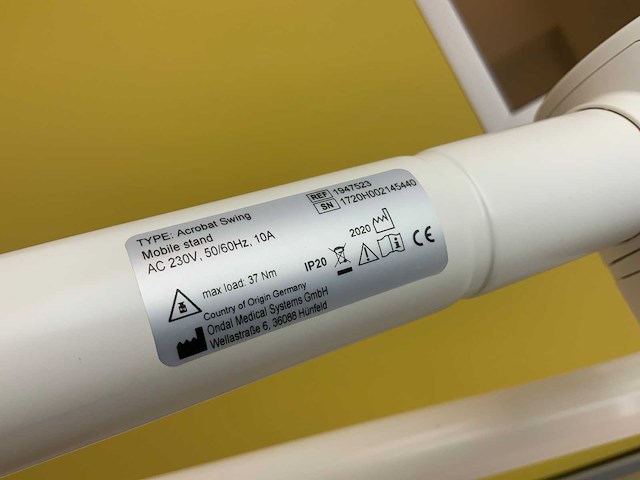 TYPE: Acrobat Swing
Mobile stand
AC 230V, 50/60Hz, 10A
REF 1947523
SN 1720H002145440
max load: 37 Nm
IP20
2020
CE
Country of Origin Germany
Ondal Medical Systems GmbH
Wellastraße 6, 36088 Hünfeld